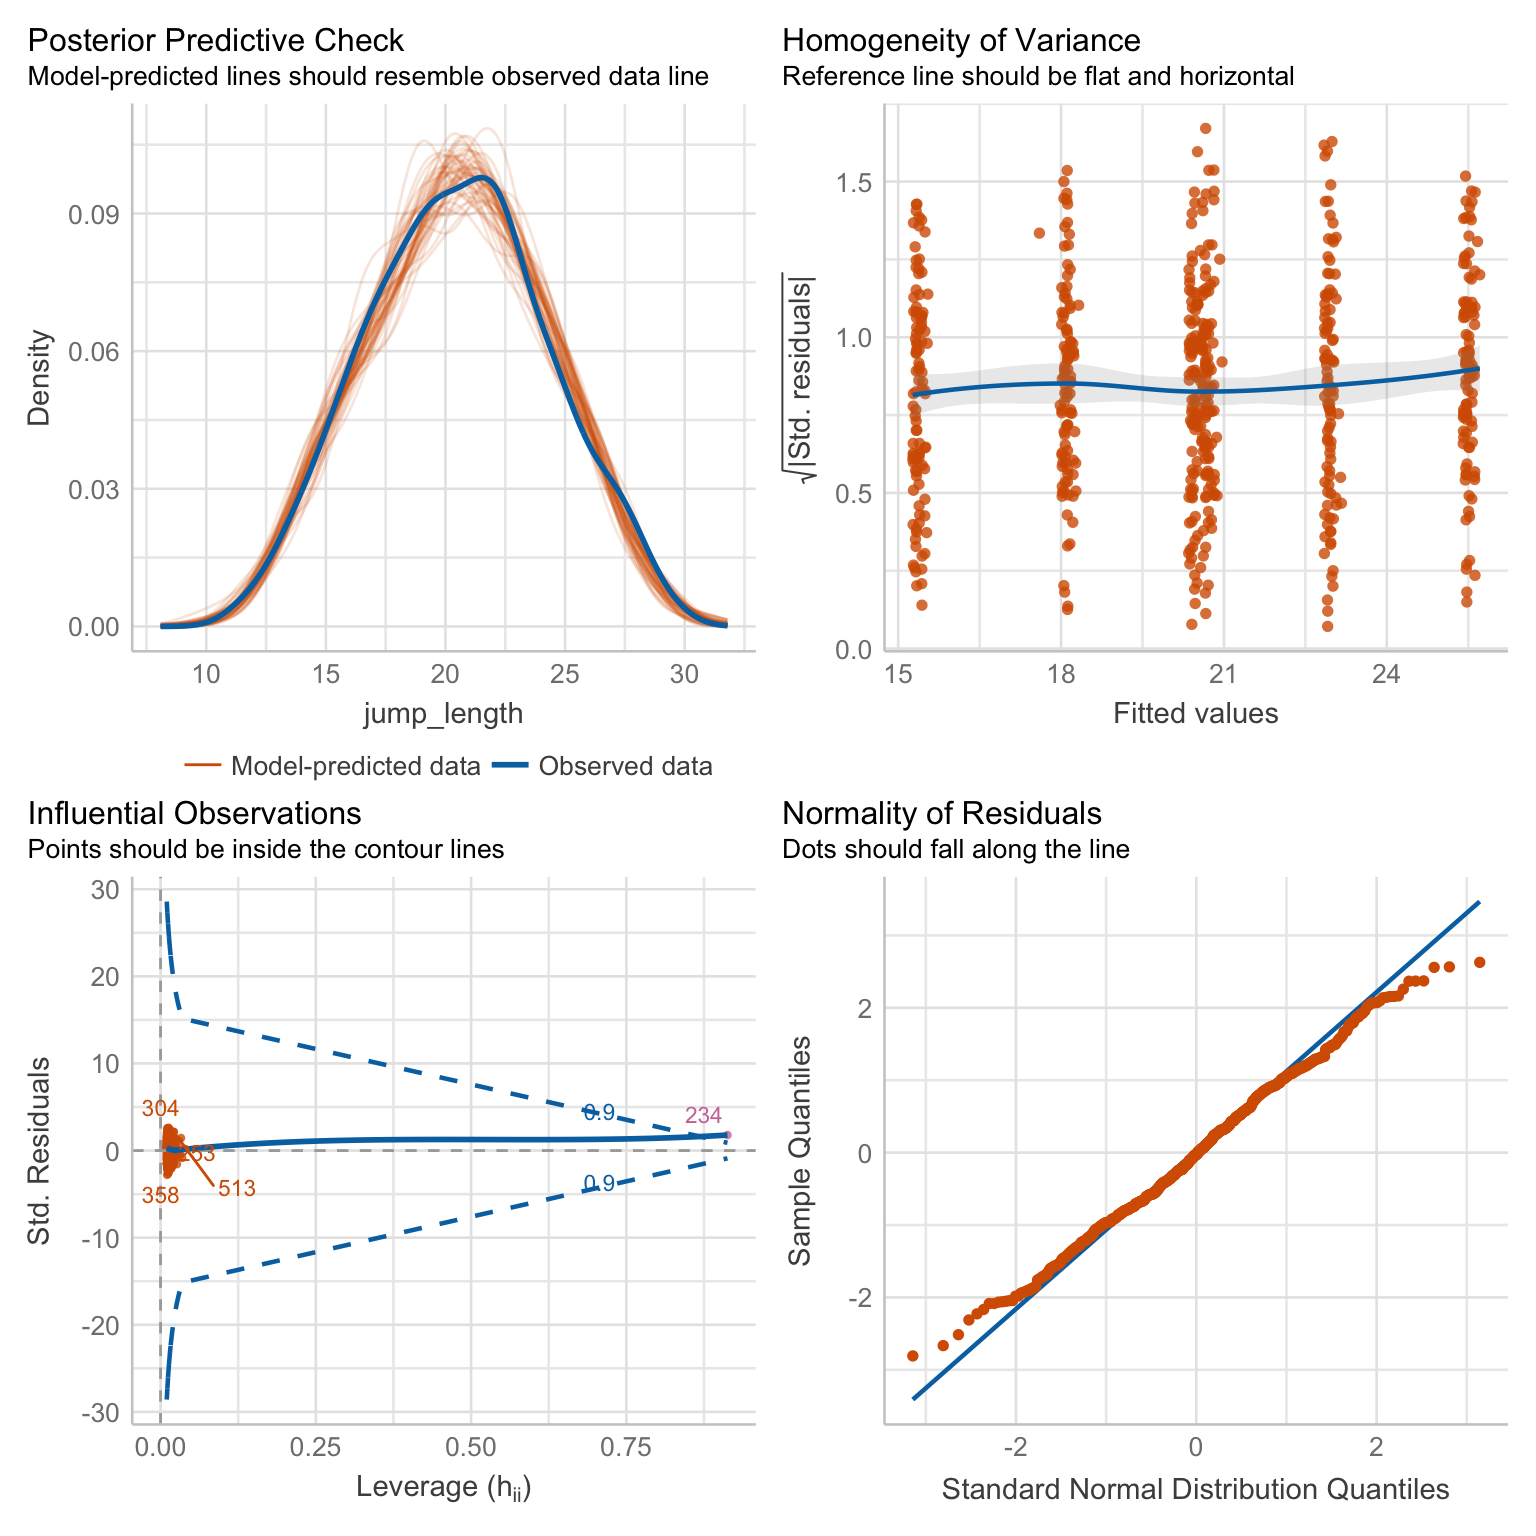 Posterior Predictive Check
Model-predicted lines should resemble observed data line
Density
0.09
0.06
0.03
0.00
10 15 20 25 30
jump_length
Model-predicted data Observed data
Homogeneity of Variance
Reference line should be flat and horizontal
√|Std. residuals|
1.5
1.0
0.5
0.0
15 18 21 24
Fitted values
Influential Observations
Points should be inside the contour lines
Std. Residuals
30
20
10
0
-10
-20
-30
304
358
513
0.9
0.9
234
0.00 0.25 0.50 0.75
Leverage (hii)
Normality of Residuals
Dots should fall along the line
Sample Quantiles
2
0
-2
-2 0 2
Standard Normal Distribution Quantiles